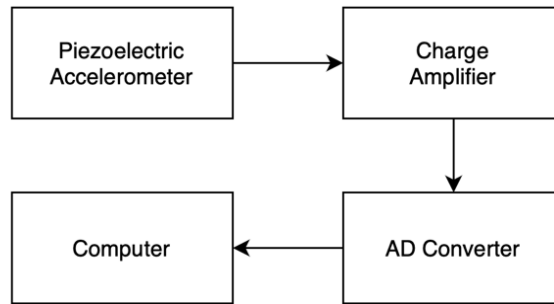 Piezoelectric
Accelerometer
Charge
Amplifier
Computer
AD Converter